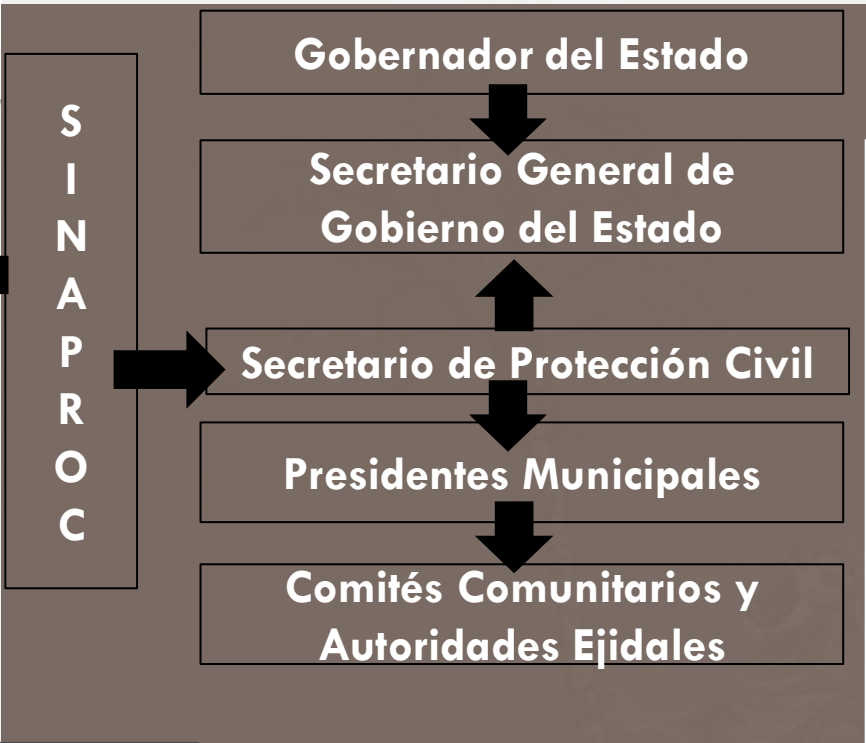 S
I
N
A
P
R
O
C
Gobernador del Estado
Secretario General de
Gobierno del Estado
Secretario de Protección Civil
Presidentes Municipales
Comités Comunitarios y
Autoridades Ejidales